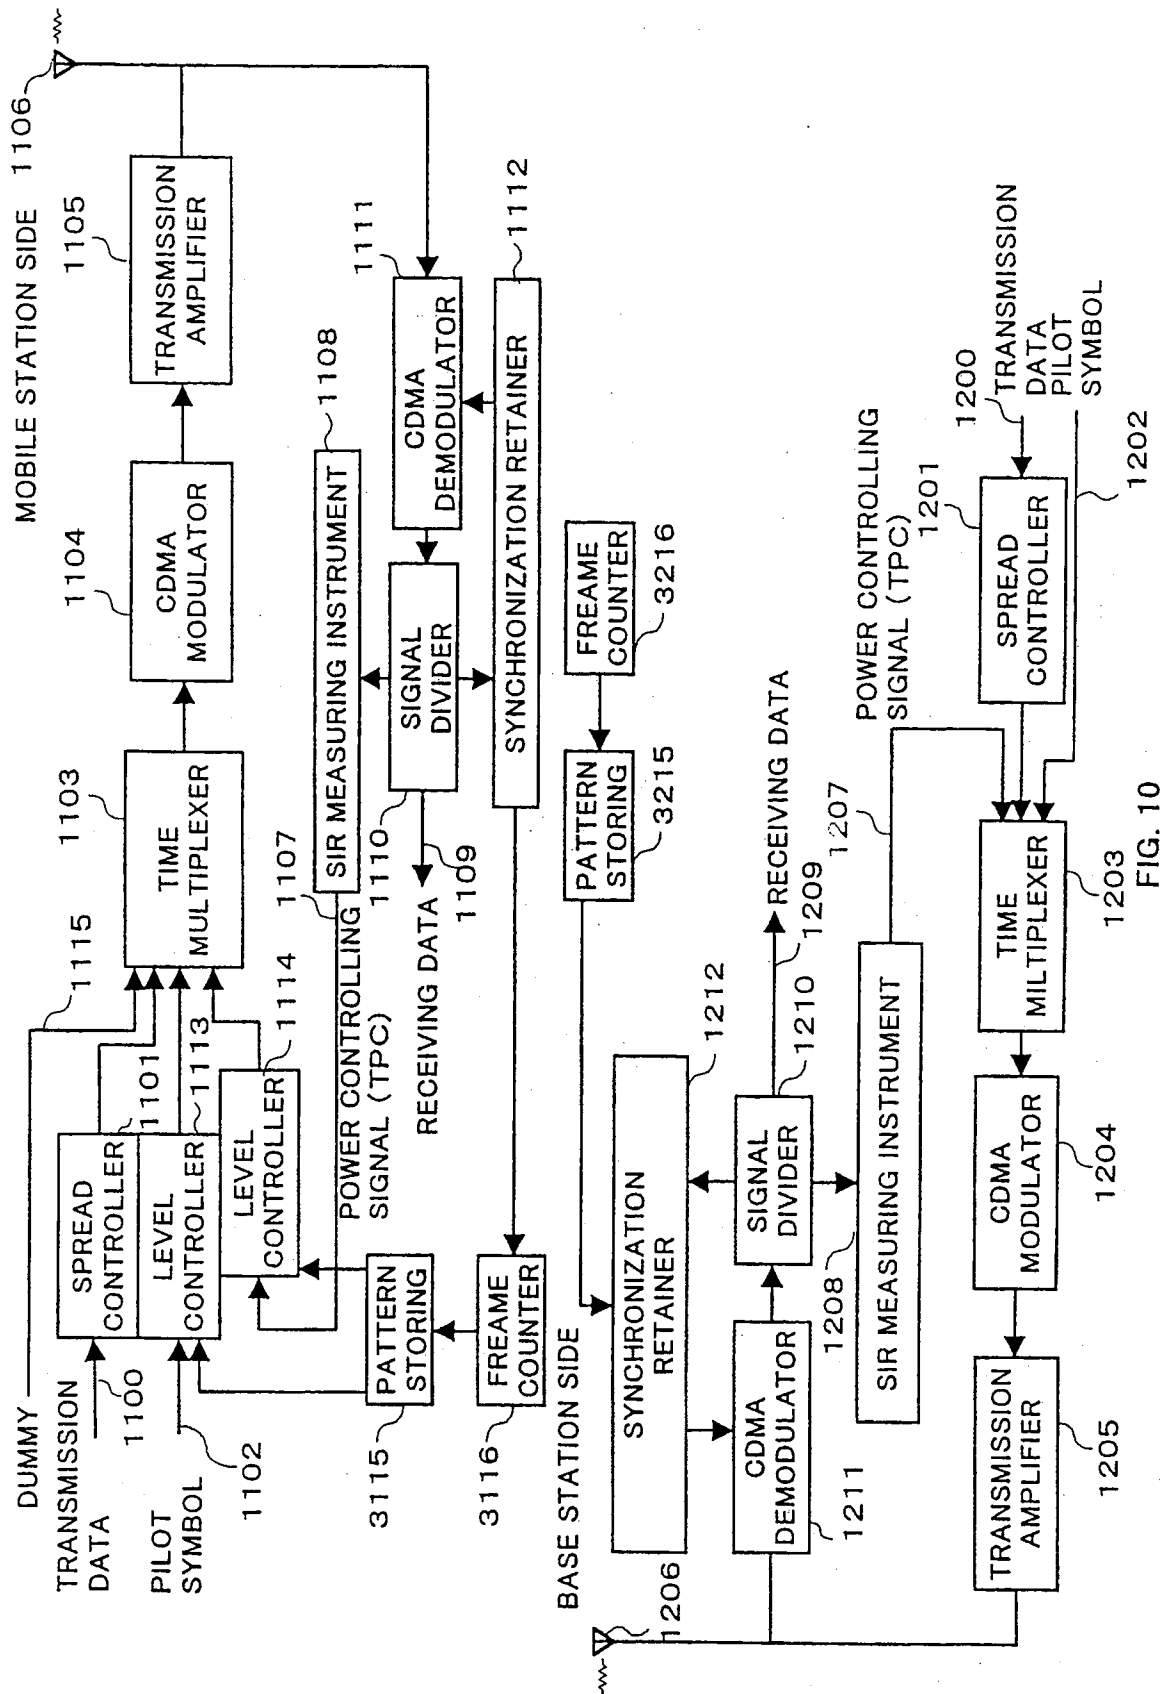 MOBILE STATION SIDE 1106
DUMMY
1115
TRANSMISSION
DATA
1100
SPREAD
CONTROLLER
1101
PILOT
SYMBOL
1102
LEVEL
CONTROLLER
1113
LEVEL
CONTROLLER
1114
1103
TIME
MULTIPLEXER
1104
CDMA
MODULATOR
1105
TRANSMISSION
AMPLIFIER
POWER CONTROLLING
SIGNAL (TPC)
1107
SIR MEASURING INSTRUMENT
1108
RECEIVING DATA
1109
1110
SIGNAL
DIVIDER
CDMA
DEMODULATOR
1111
SYNCHRONIZATION RETAINER
1112
PATTERN
STORING
3115
FREAME
COUNTER
3116
BASE STATION SIDE
1206
PATTERN
STORING
3215
FREAME
COUNTER
3216
SYNCHRONIZATION
RETAINER
1212
CDMA
DEMODULATOR
1211
SIGNAL
DIVIDER
1210
RECEIVING DATA
1209
1208
SIR MEASURING INSTRUMENT
1207
POWER CONTROLLING
SIGNAL (TPC)
TRANSMISSION
AMPLIFIER
1205
CDMA
MODULATOR
1204
TIME
MILTIPLEXER
1203
SPREAD
CONTROLLER
1201
1200
TRANSMISSION
DATA
PILOT
SYMBOL
1202
FIG. 10